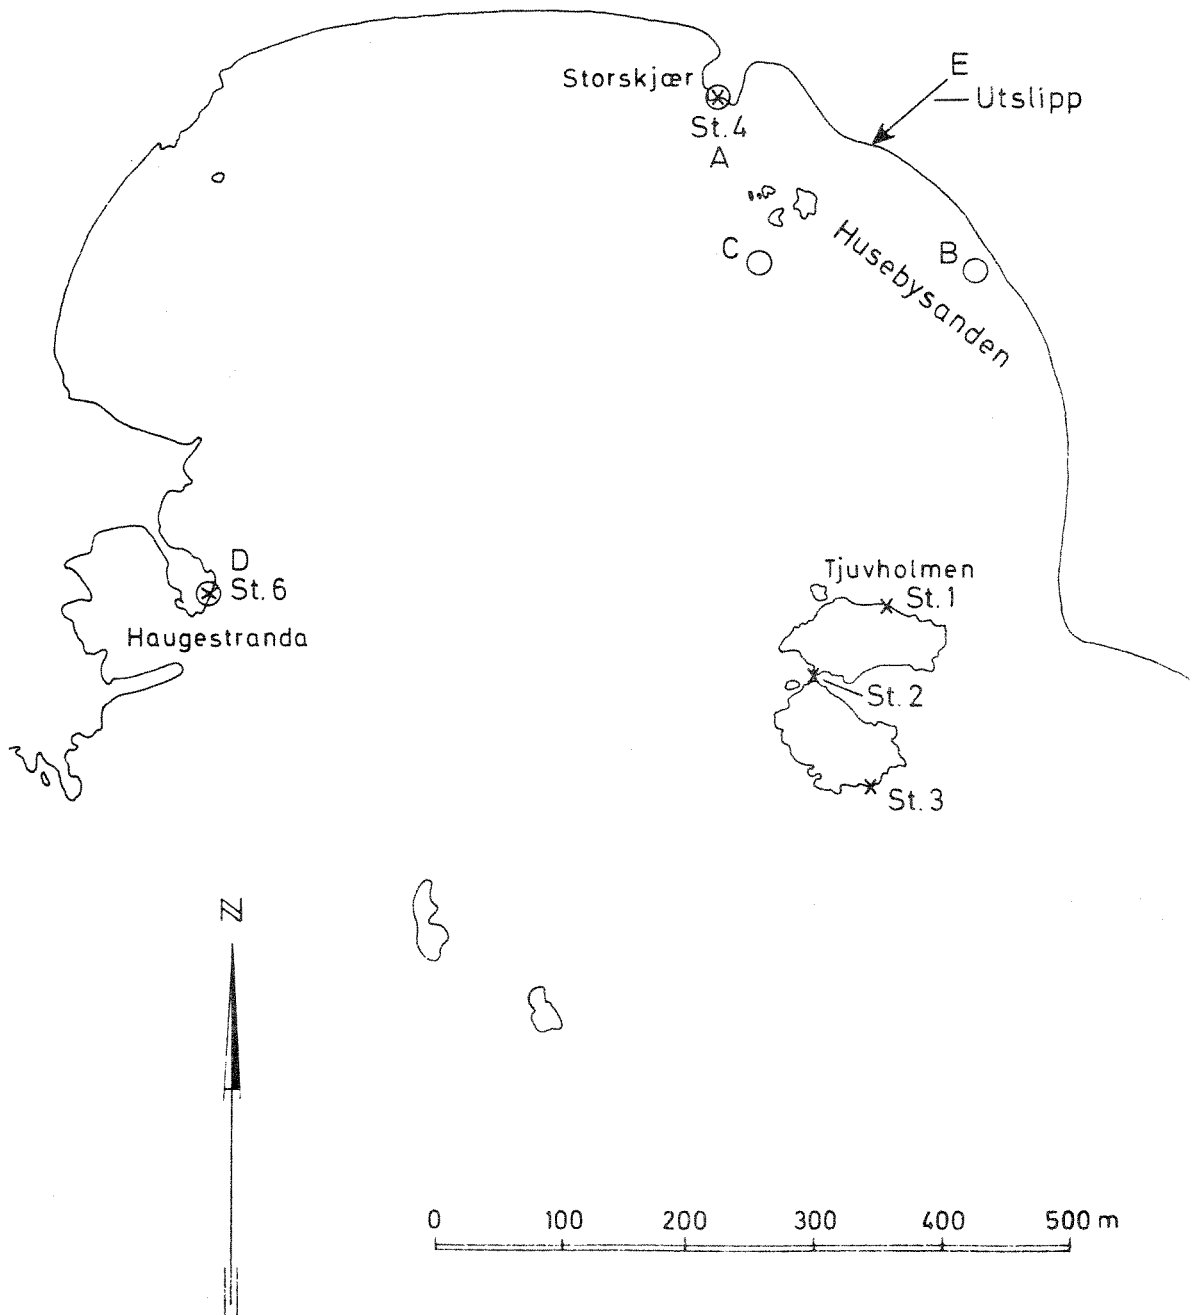 E
Storskjær
Utslipp
St. 4
A
Husebysanden
C
B
D
St. 6
Haugestranda
Tjuvholmen
St. 1
St. 2
St. 3
N
0 100 200 300 400 500 m